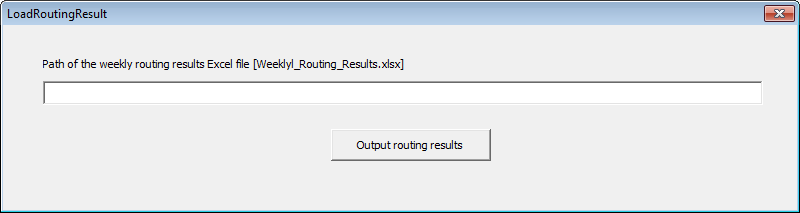 LoadRoutingResult
Path of the weekly routing results Excel file [Weeklyl_Routing_Results.xlsx]
Output routing results